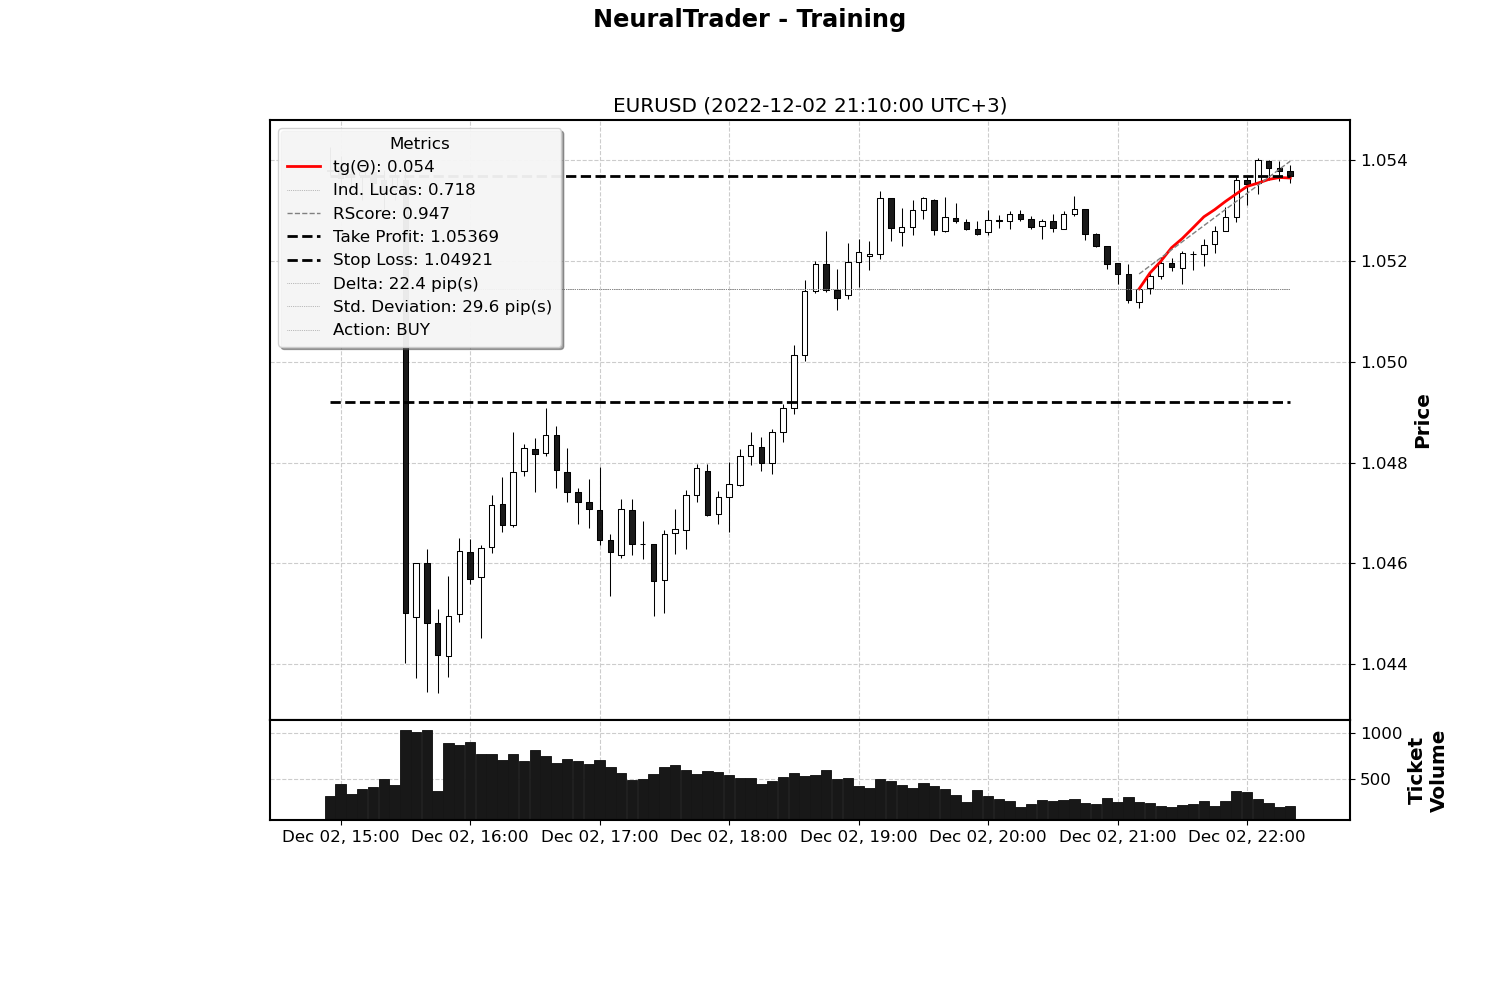 NeuralTrader - Training
EURUSD (2022-12-02 21:10:00 UTC+3)
Metrics
tg(Θ): 0.054
Ind. Lucas: 0.718
RScore: 0.947
Take Profit: 1.05369
Stop Loss: 1.04921
Delta: 22.4 pip(s)
Std. Deviation: 29.6 pip(s)
Action: BUY
1.054
1.052
1.050
1.048
1.046
1.044
Price
1000
500
Ticket
Volume
Dec 02, 15:00 Dec 02, 16:00 Dec 02, 17:00 Dec 02, 18:00 Dec 02, 19:00 Dec 02, 20:00 Dec 02, 21:00 Dec 02, 22:00